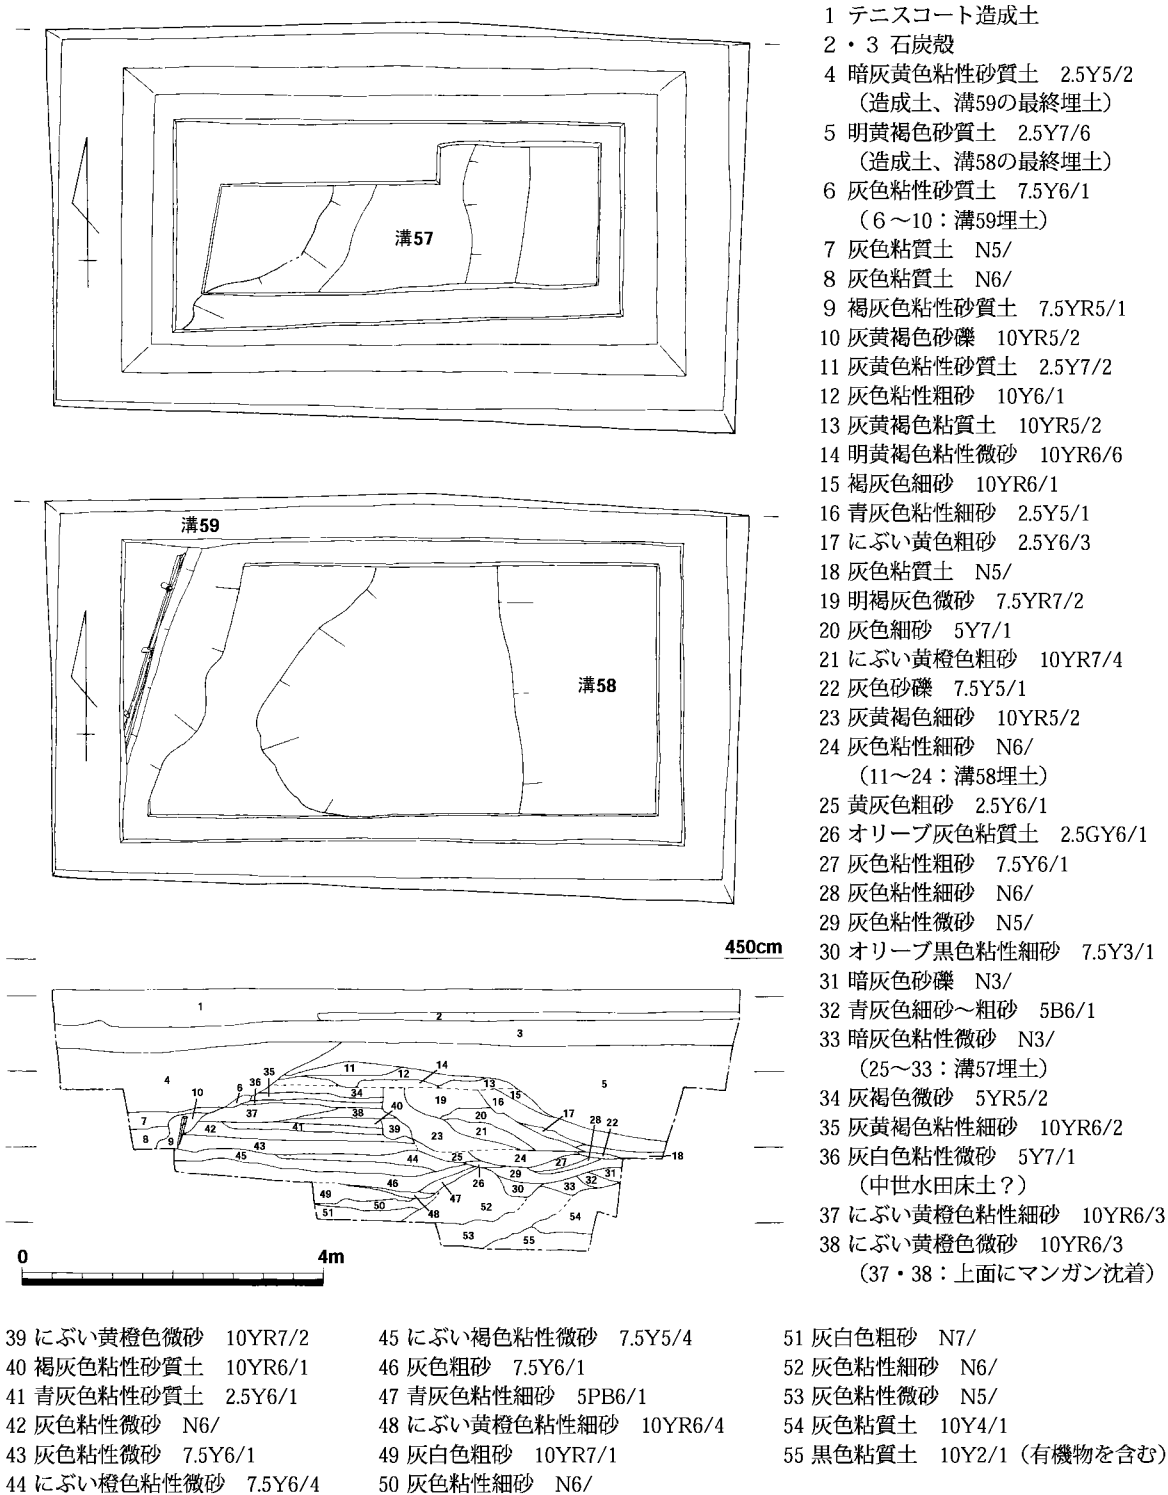 溝57
溝59
溝58
450cm
0 4m
1 テニスコート造成土
2・3 石炭殻
4 暗灰黄色粘性砂質土 2.5Y5/2
（造成土、溝59の最終埋土）
5 明黄褐色砂質土 2.5Y7/6
（造成土、溝58の最終埋土）
6 灰色粘性砂質土 7.5Y6/1
（6～10：溝59埋土）
7 灰色粘質土 N5/
8 灰色粘質土 N6/
9 褐灰色粘性砂質土 7.5YR5/1
10 灰黄褐色砂礫 10YR5/2
11 灰黄色粘性砂質土 2.5Y7/2
12 灰色粘性粗砂 10Y6/1
13 灰黄褐色粘質土 10YR5/2
14 明黄褐色粘性微砂 10YR6/6
15 褐灰色細砂 10YR6/1
16 青灰色粘性細砂 2.5Y5/1
17 にぶい黄色粗砂 2.5Y6/3
18 灰色粘質土 N5/
19 明褐灰色微砂 7.5YR7/2
20 灰色細砂 5Y7/1
21 にぶい黄橙色粗砂 10YR7/4
22 灰色砂礫 7.5Y5/1
23 灰黄褐色細砂 10YR5/2
24 灰色粘性細砂 N6/
（11～24：溝58埋土）
25 黄灰色粗砂 2.5Y6/1
26 オリーブ灰色粘質土 2.5GY6/1
27 灰色粘性粗砂 7.5Y6/1
28 灰色粘性細砂 N6/
29 灰色粘性微砂 N5/
30 オリーブ黒色粘性細砂 7.5Y3/1
31 暗灰色砂礫 N3/
32 青灰色細砂～粗砂 5B6/1
33 暗灰色粘性微砂 N3/
（25～33：溝57埋土）
34 灰褐色微砂 5YR5/2
35 灰黄褐色粘性細砂 10YR6/2
36 灰白色粘性微砂 5Y7/1
（中世水田床土？）
37 にぶい黄橙色粘性細砂 10YR6/3
38 にぶい黄橙色微砂 10YR6/3
（37・38：上面にマンガン沈着）
39 にぶい黄橙色微砂 10YR7/2
40 褐灰色粘性砂質土 10YR6/1
41 青灰色粘性砂質土 2.5Y6/1
42 灰色粘性微砂 N6/
43 灰色粘性微砂 7.5Y6/1
44 にぶい橙色粘性微砂 7.5Y6/4
45 にぶい褐色粘性微砂 7.5Y5/4
46 灰色粗砂 7.5Y6/1
47 青灰色粘性細砂 5PB6/1
48 にぶい黄橙色粘性細砂 10YR6/4
49 灰白色粗砂 10YR7/1
50 灰色粘性細砂 N6/
51 灰白色粗砂 N7/
52 灰色粘性細砂 N6/
53 灰色粘性微砂 N5/
54 灰色粘質土 10Y4/1
55 黒色粘質土 10Y2/1（有機物を含む）